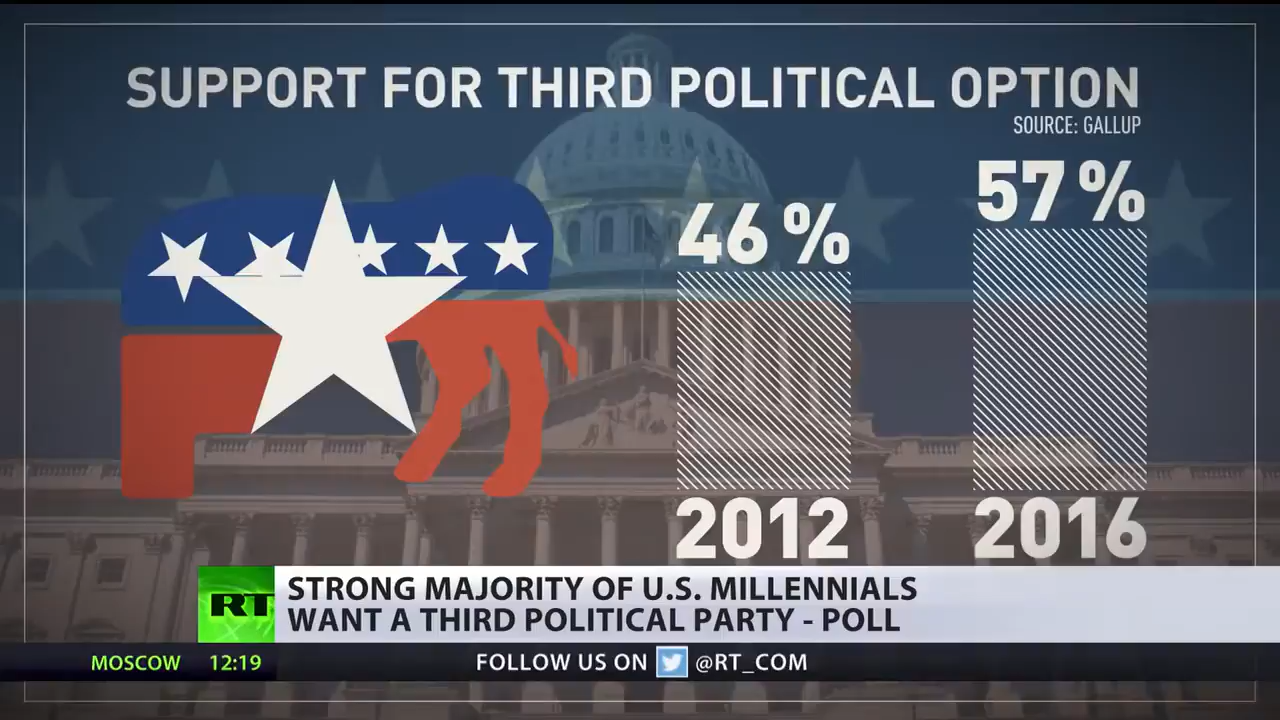 SUPPORT FOR THIRD POLITICAL OPTION
SOURCE: GALLUP
46 %
57 %
2012
2016
RT
STRONG MAJORITY OF U.S. MILLENNIALS
WANT A THIRD POLITICAL PARTY - POLL
MOSCOW 12:19
FOLLOW US ON @RT_COM